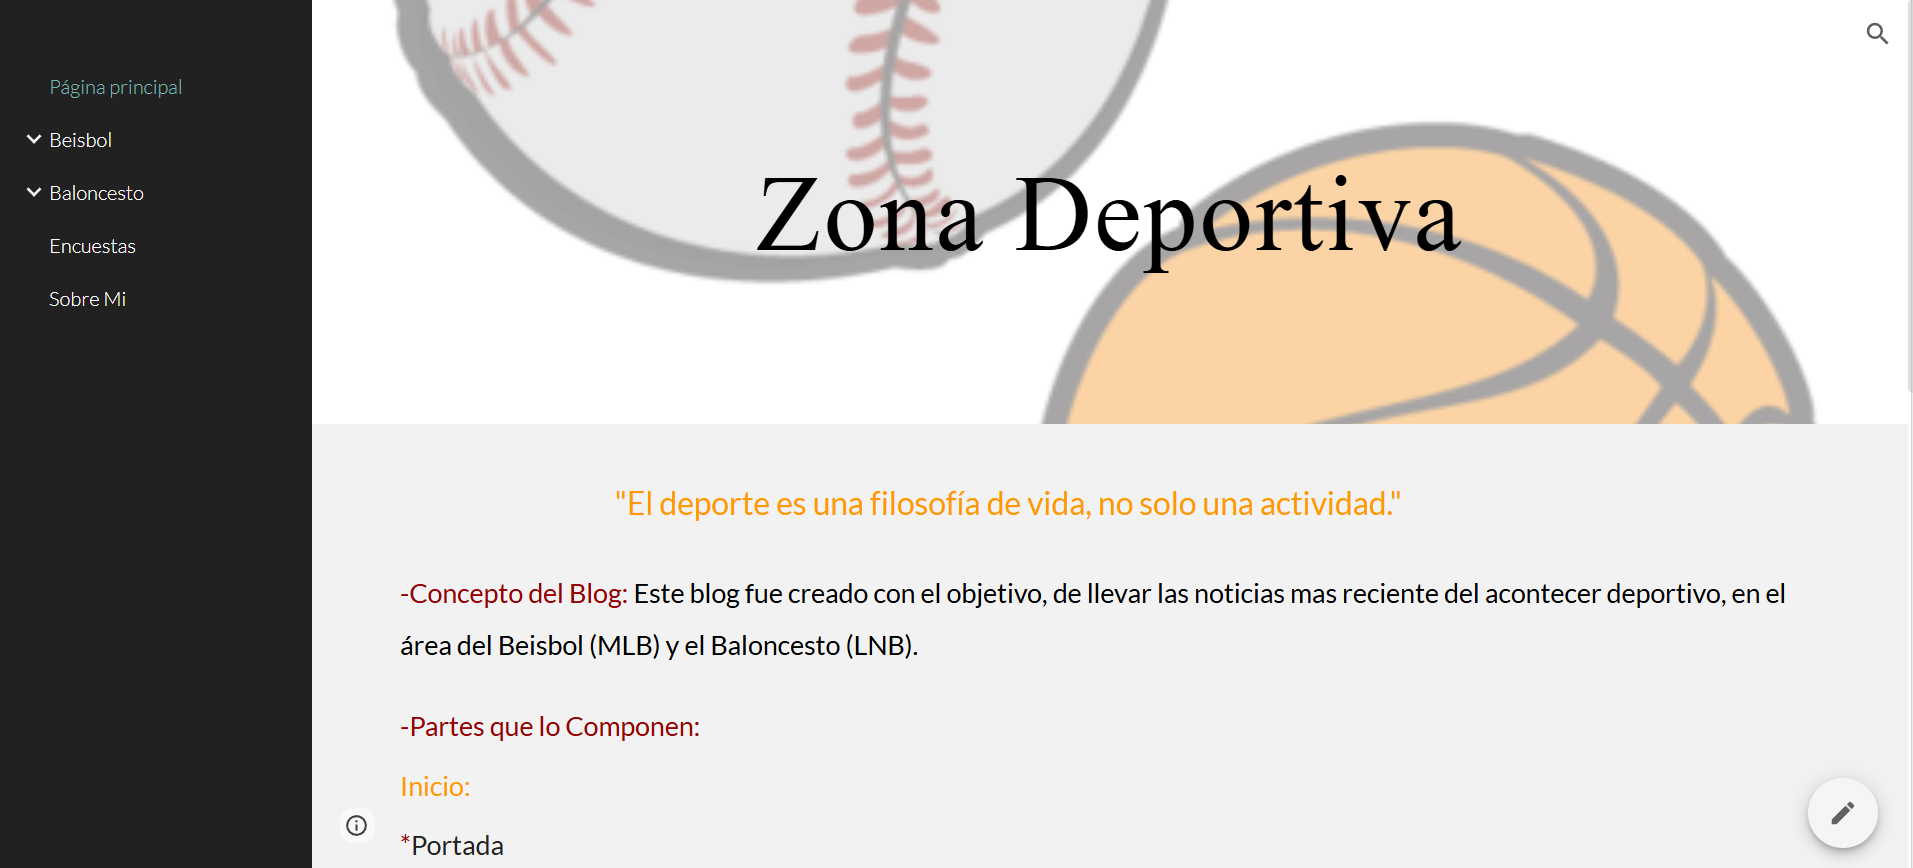 Página principal
Beisbol
Baloncesto
Encuestas
Sobre Mi
Zona Deportiva
"El deporte es una filosofía de vida, no solo una actividad."
-Concepto del Blog: Este blog fue creado con el objetivo, de llevar las noticias mas reciente del acontecer deportivo, en el
área del Beisbol (MLB) y el Baloncesto (LNB).
-Partes que lo Componen:
Inicio:
*Portada